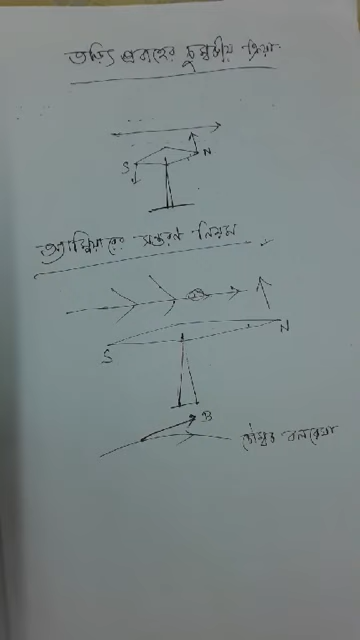 তড়িৎ প্রবাহের চুম্বকীয় ক্রিয়া
S N
অ্যাম্পিয়ারের সন্তরণ নিয়ম
S N
B
চৌম্বক বলরেখা